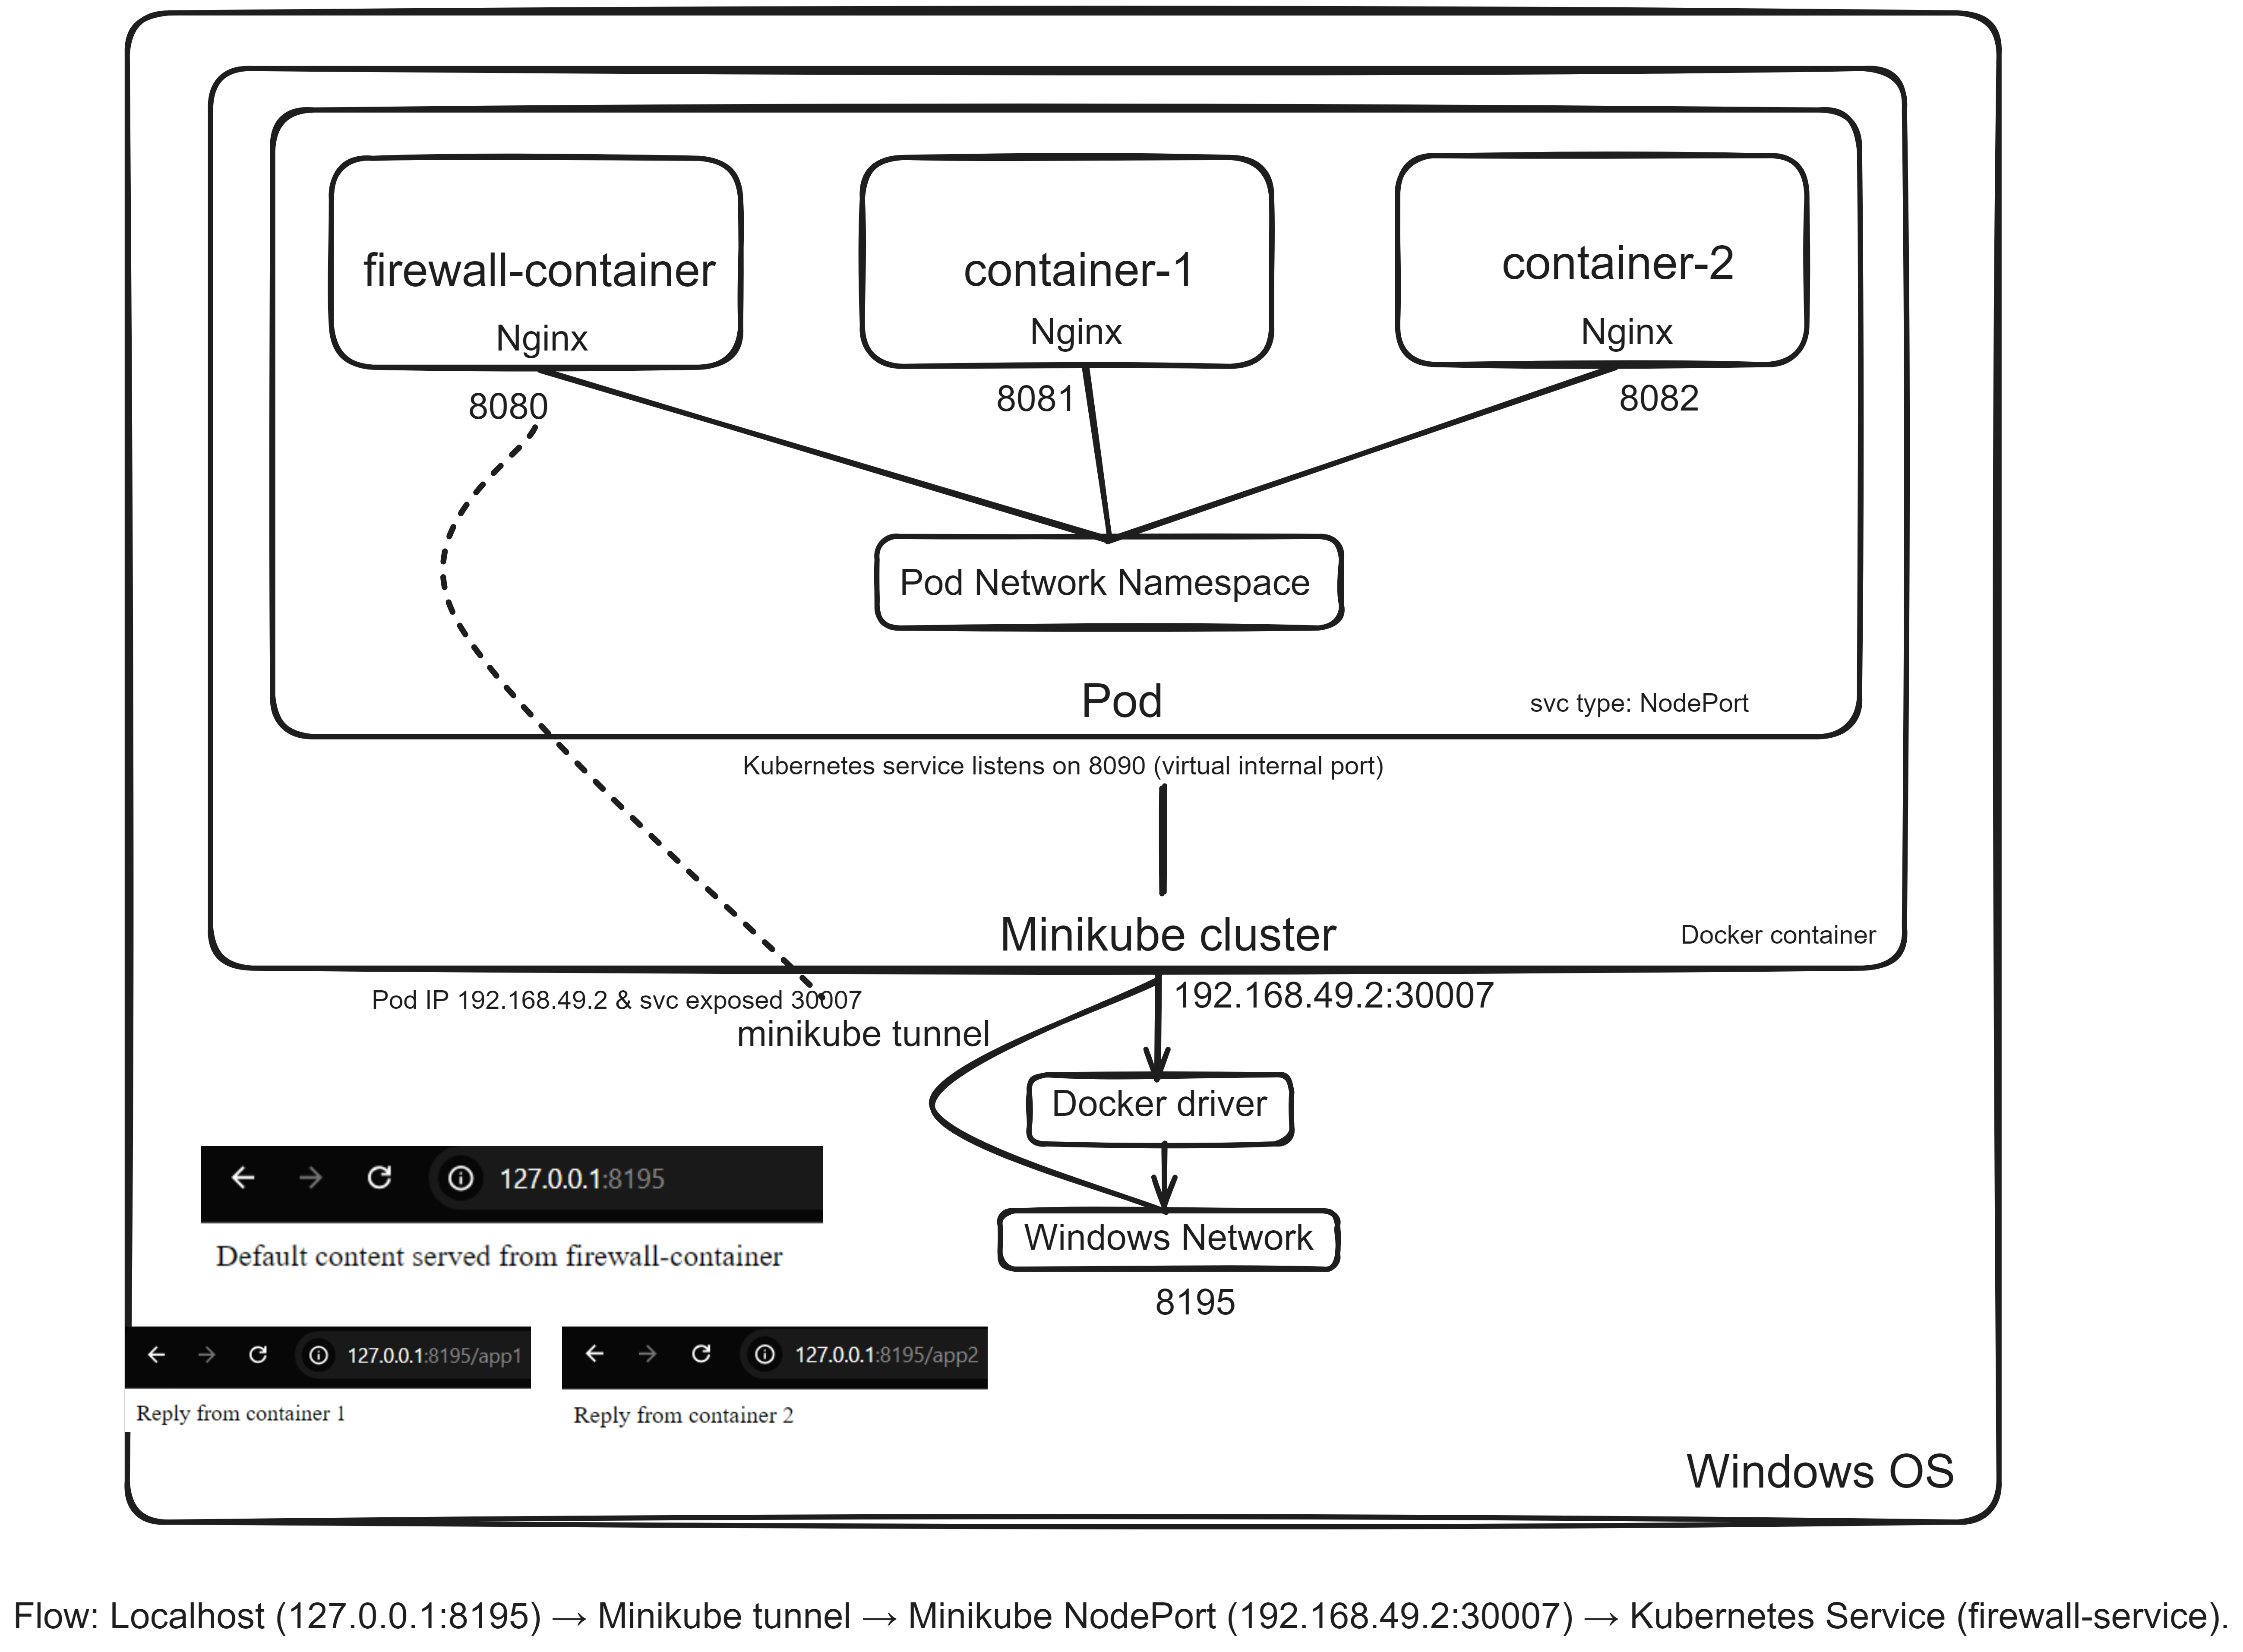 firewall-container
Nginx
8080
container-1
Nginx
8081
container-2
Nginx
8082
Pod Network Namespace
Pod
svc type: NodePort
Kubernetes service listens on 8090 (virtual internal port)
Minikube cluster
Docker container
Pod IP 192.168.49.2 & svc exposed 30007
192.168.49.2:30007
minikube tunnel
Docker driver
Windows Network
8195
127.0.0.1:8195
Default content served from firewall-container
127.0.0.1:8195/app1
Reply from container 1
127.0.0.1:8195/app2
Reply from container 2
Windows OS
Flow: Localhost (127.0.0.1:8195) → Minikube tunnel → Minikube NodePort (192.168.49.2:30007) → Kubernetes Service (firewall-service).